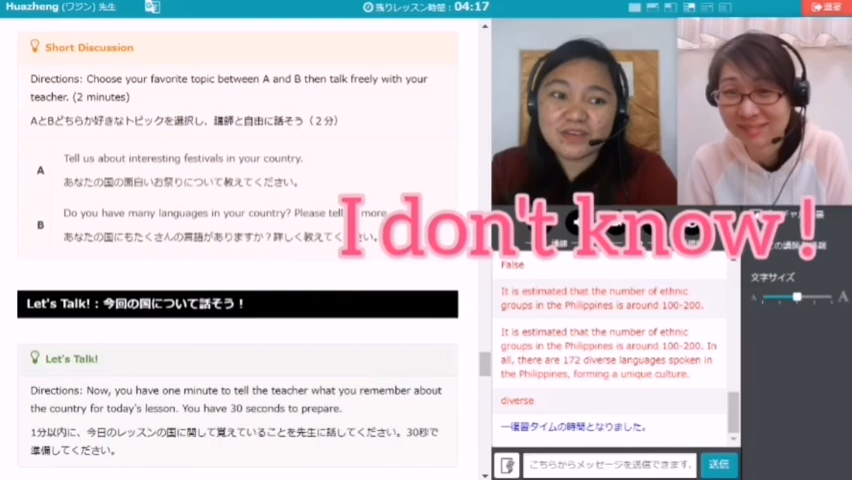 Huazheng (ワジン) 先生
残りレッスン時間：04:17
退室
Short Discussion
Directions: Choose your favorite topic between A and B then talk freely with your
teacher. (2 minutes)
AとBどちらか好きなトピックを選択し、講師と自由に話そう（２分）
A
Tell us about interesting festivals in your country.
あなたの国の面白いお祭りについて教えてください。
B
Do you have many languages in your country? Please tell more
あなたの国にもたくさんの言語がありますか？詳しく教えてください。
I don't know !
Let's Talk! : 今回の国について話そう！
Let's Talk!
Directions: Now, you have one minute to tell the teacher what you remember about
the country for today's lesson. You have 30 seconds to prepare.
1分以内に、今日のレッスンの国に関して覚えていることを先生に話してください。30秒で
準備してください。
講師
False
It is estimated that the number of ethnic
groups in the Philippines is around 100-200.
It is estimated that the number of ethnic
groups in the Philippines is around 100-200. In
all, there are 172 diverse languages spoken in
the Philippines, forming a unique culture.
diverse
一復習タイムの時間となりました。
こちらからメッセージを送信できます。
送信
文字サイズ
A
A